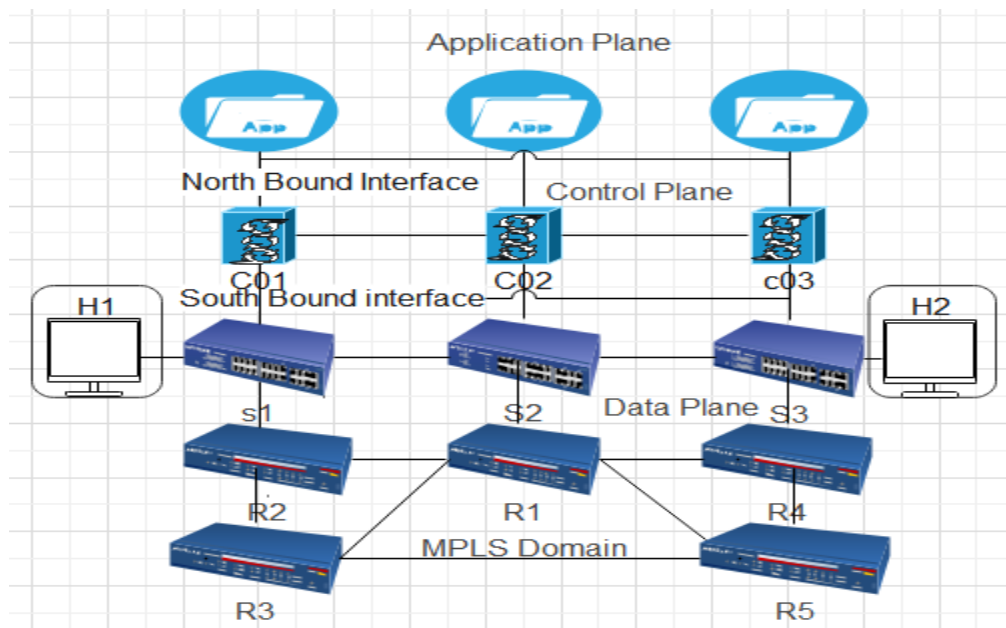 Application Plane
App
App
App
North Bound Interface
Control Plane
C01
C02
c03
South Bound interface
H1
H2
s1
S2
Data Plane
S3
R2
R1
R4
MPLS Domain
R3
R5